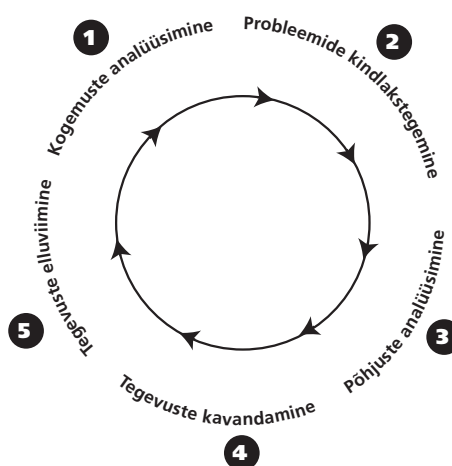 1
Kogemuste analüüsimine
2
Probleemide kindlakstegemine
3
Põhjuste analüüsimine
4
Tegevuste kavandamine
5
Tegevuste elluviimine